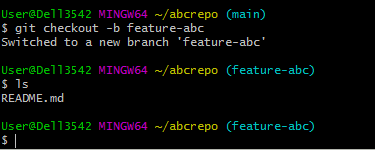 User@Dell3542 MINGW64 ~/abcrepo (main)
$ git checkout -b feature-abc
Switched to a new branch 'feature-abc'
User@Dell3542 MINGW64 ~/abcrepo (feature-abc)
$ ls
README.md
User@Dell3542 MINGW64 ~/abcrepo (feature-abc)
$